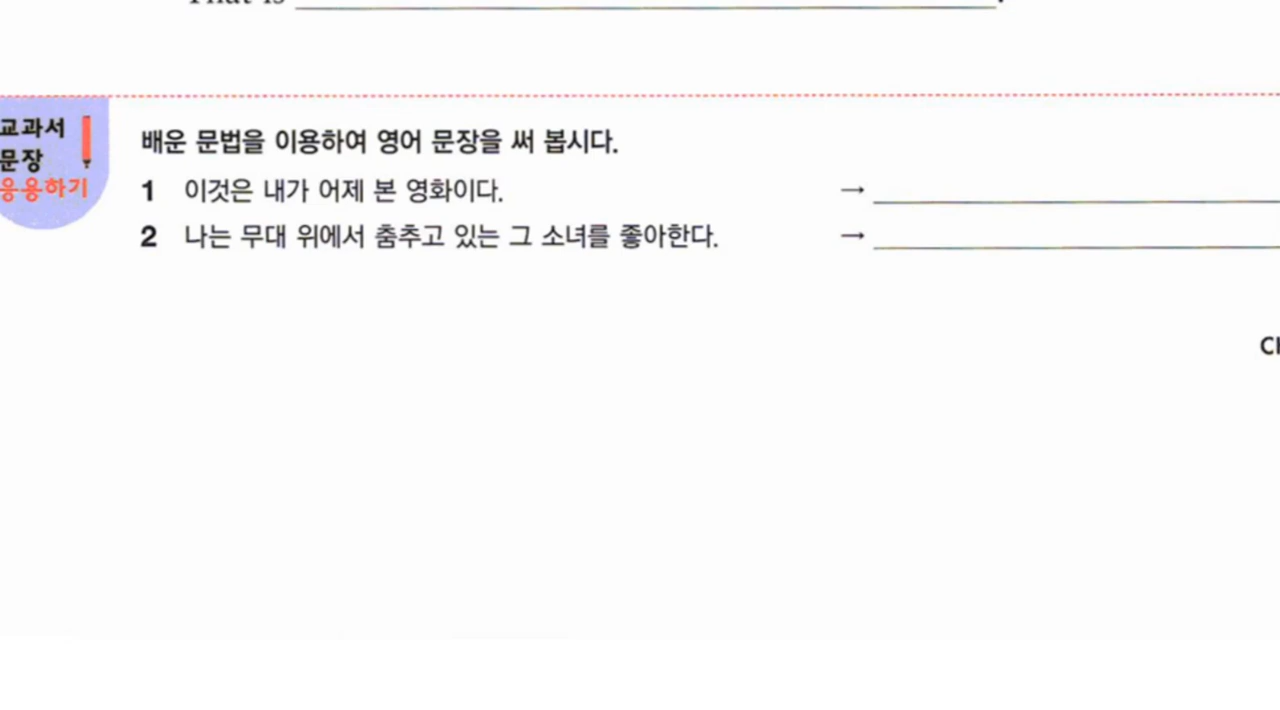 That is
교과서
문장
응용하기
배운 문법을 이용하여 영어 문장을 써 봅시다.
1 이것은 내가 어제 본 영화이다. →
2 나는 무대 위에서 춤추고 있는 그 소녀를 좋아한다. →